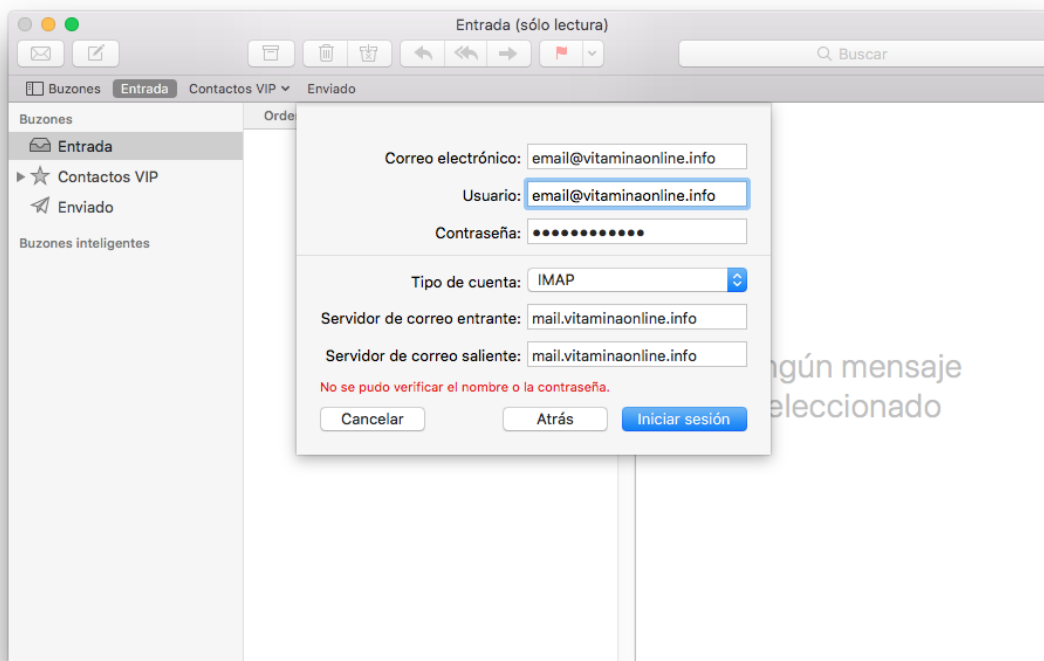 Entrada (sólo lectura)
Buscar
Buzones Entrada Contactos VIP Enviado
Buzones
Entrada
Contactos VIP
Enviado
Buzones inteligentes
Correo electrónico: email@vitaminaonline.info
Usuario: email@vitaminaonline.info
Contraseña: ••••••••••••
Tipo de cuenta: IMAP
Servidor de correo entrante: mail.vitaminaonline.info
Servidor de correo saliente: mail.vitaminaonline.info
No se pudo verificar el nombre o la contraseña.
Cancelar Atrás Iniciar sesión
mensaje